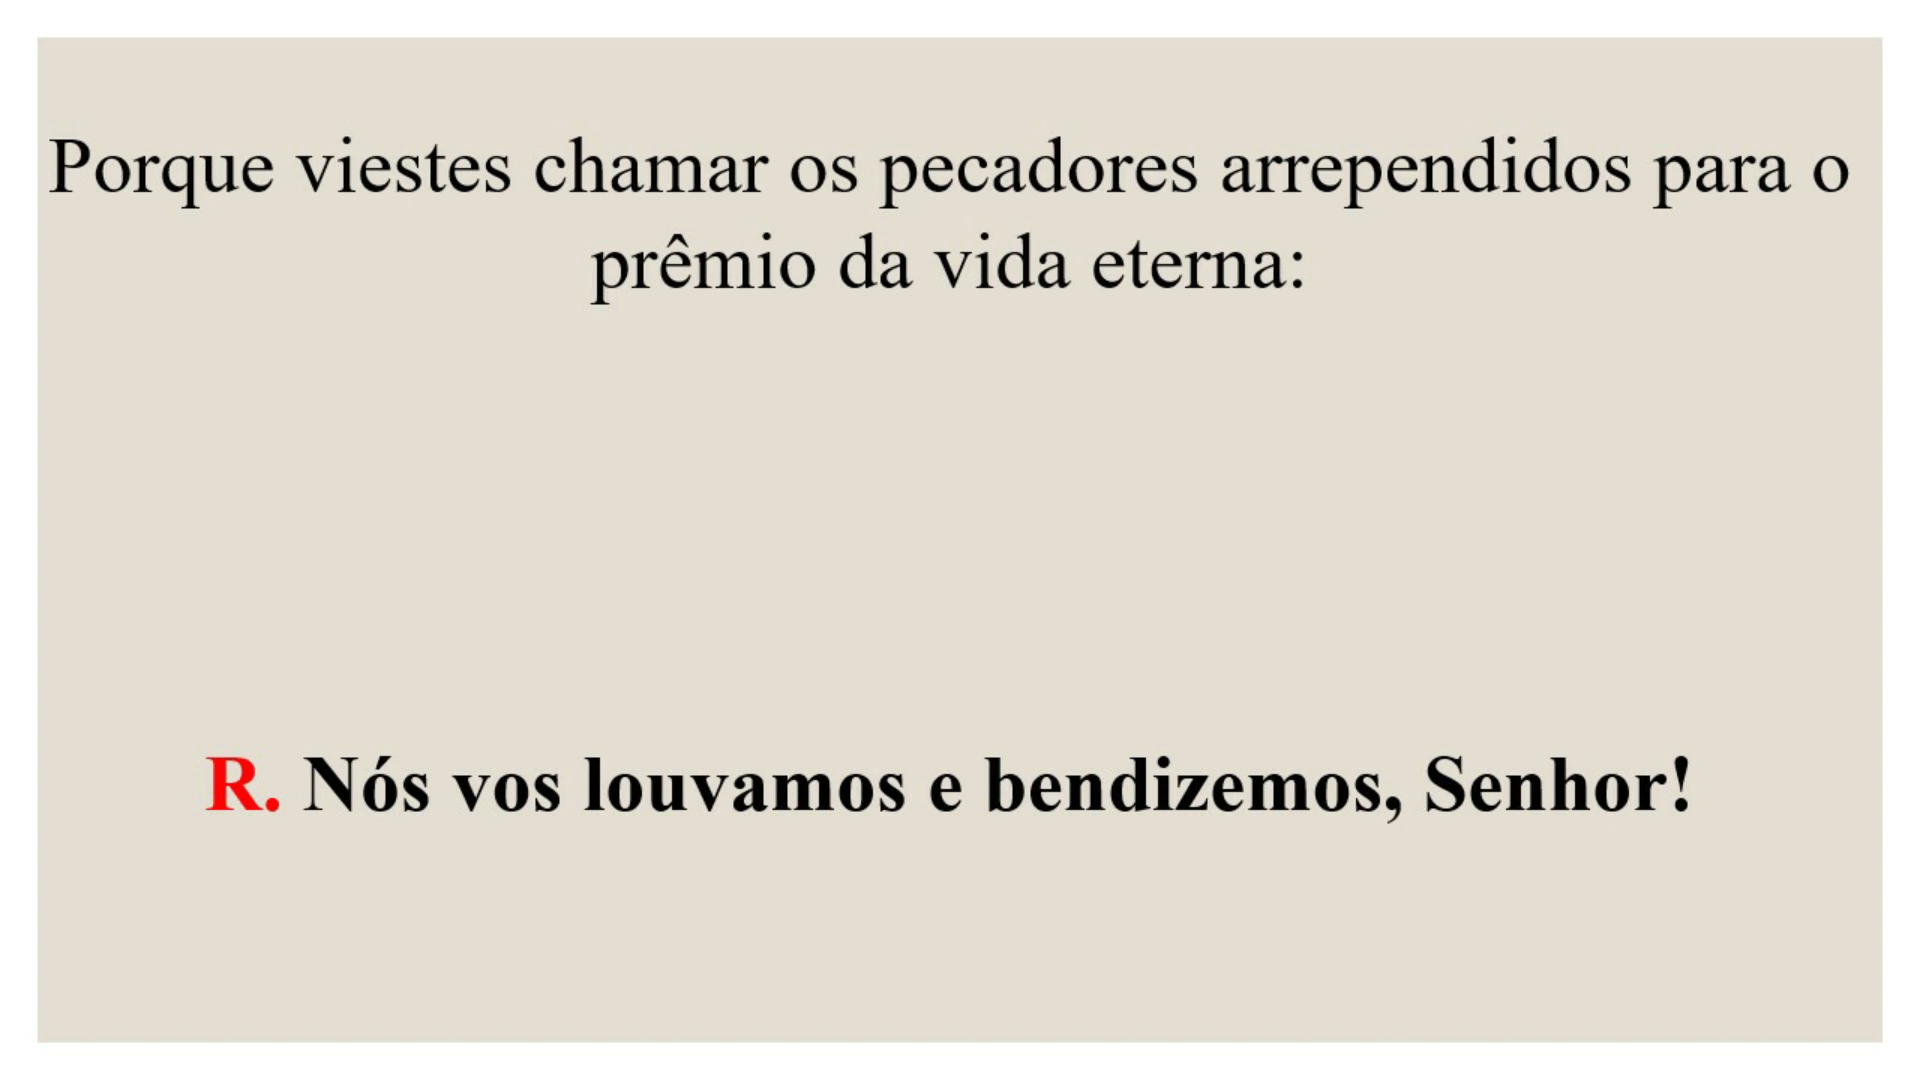 Porque viestes chamar os pecadores arrependidos para o
prêmio da vida eterna:
R. Nós vos louvamos e bendizemos, Senhor!